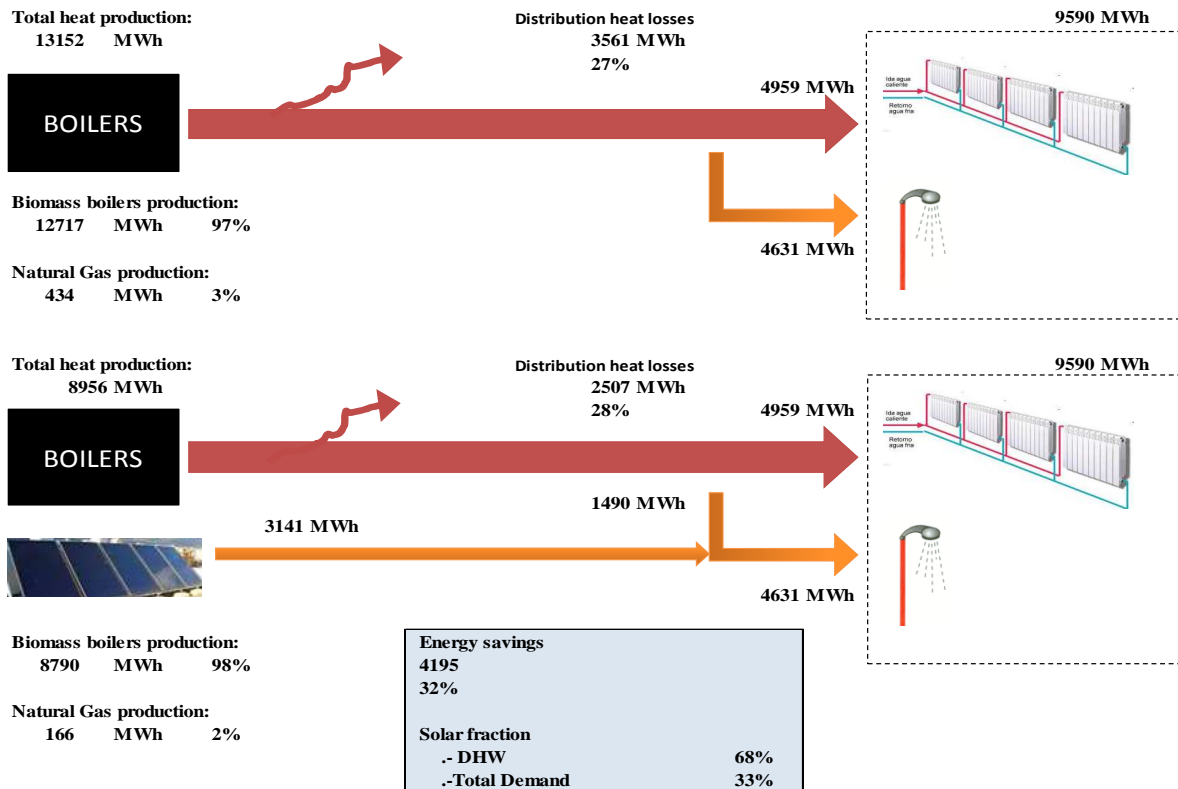 Total heat production:
13152 MWh
Distribution heat losses
3561 MWh
27%
9590 MWh
4959 MWh
BOILERS
Ida agua
caliente
Retorno
agua fria
Biomass boilers production:
12717 MWh 97%
4631 MWh
Natural Gas production:
434 MWh 3%
Total heat production:
8956 MWh
Distribution heat losses
2507 MWh
28%
9590 MWh
4959 MWh
BOILERS
Ida agua
caliente
Retorno
agua fria
3141 MWh
1490 MWh
4631 MWh
Biomass boilers production:
8790 MWh 98%
Natural Gas production:
166 MWh 2%
Energy savings
4195
32%
Solar fraction
.- DHW 68%
.-Total Demand 33%